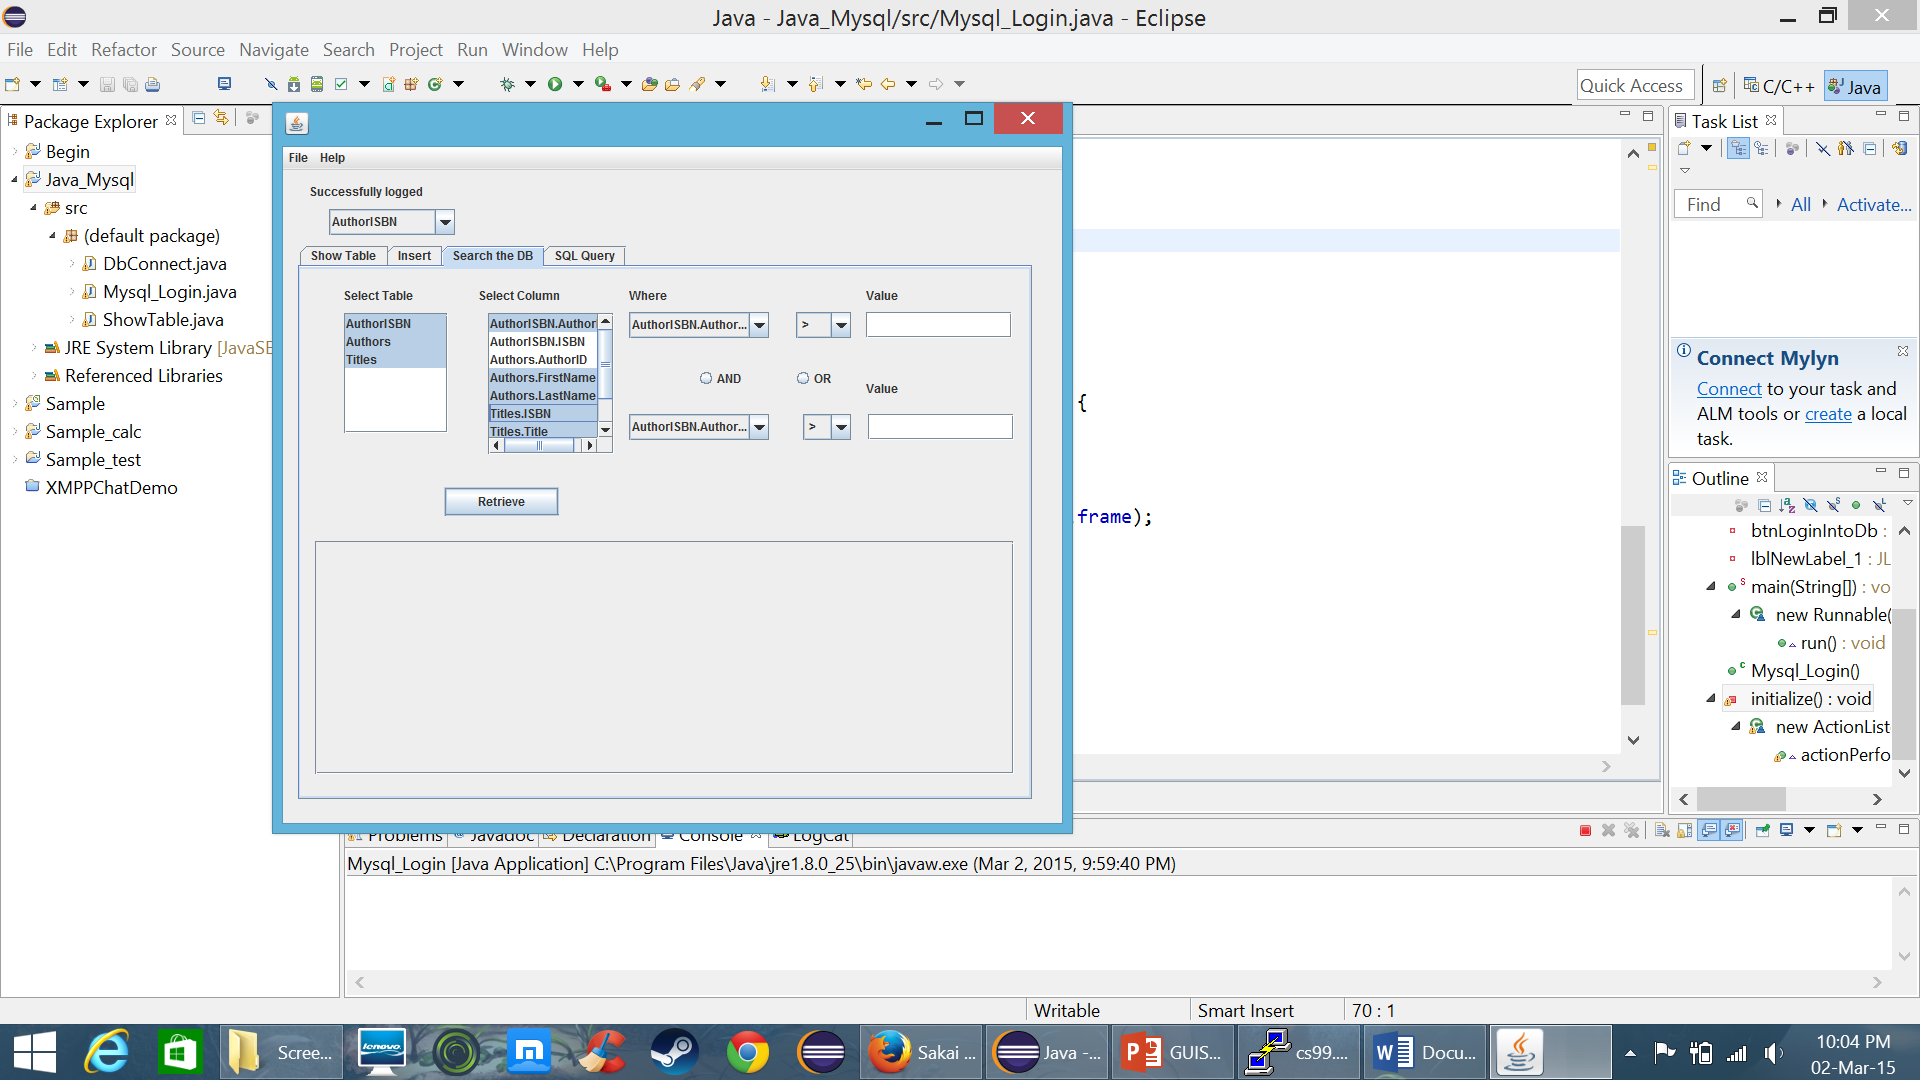 Java - Java_Mysql/src/Mysql_Login.java - Eclipse
File Edit Refactor Source Navigate Search Project Run Window Help
Quick Access
C/C++
Java
Package Explorer
Begin
Java_Mysql
src
(default package)
DbConnect.java
Mysql_Login.java
ShowTable.java
JRE System Library [JavaSE
Referenced Libraries
Sample
Sample_calc
Sample_test
XMPPChatDemo
File Help
Successfully logged
AuthorISBN
Show Table Insert Search the DB SQL Query
Select Table Select Column Where Value
AuthorISBN
Authors
Titles
AuthorISBN.Author
AuthorISBN.ISBN
Authors.AuthorID
Authors.FirstName
Authors.LastName
Titles.ISBN
Titles.Title
AuthorISBN.Author... >
AND OR
Value
AuthorISBN.Author... >
Retrieve
{
.frame);
Task List
Find All Activate...
Connect Mylyn
Connect to your task and
ALM tools or create a local
task.
Outline
btnLoginIntoDb :
lblNewLabel_1 : JL
main(String[]) : vo
new Runnable(
run() : void
Mysql_Login()
initialize() : void
new ActionList
actionPerfo
Problems Javadoc Declaration Console LogCat
Mysql_Login [Java Application] C:\Program Files\Java\jre1.8.0_25\bin\javaw.exe (Mar 2, 2015, 9:59:40 PM)
Writable Smart Insert 70 : 1
Scree...
lenovo
Sakai ...
Java -...
GUIS...
cs99....
Docu...
10:04 PM
02-Mar-15